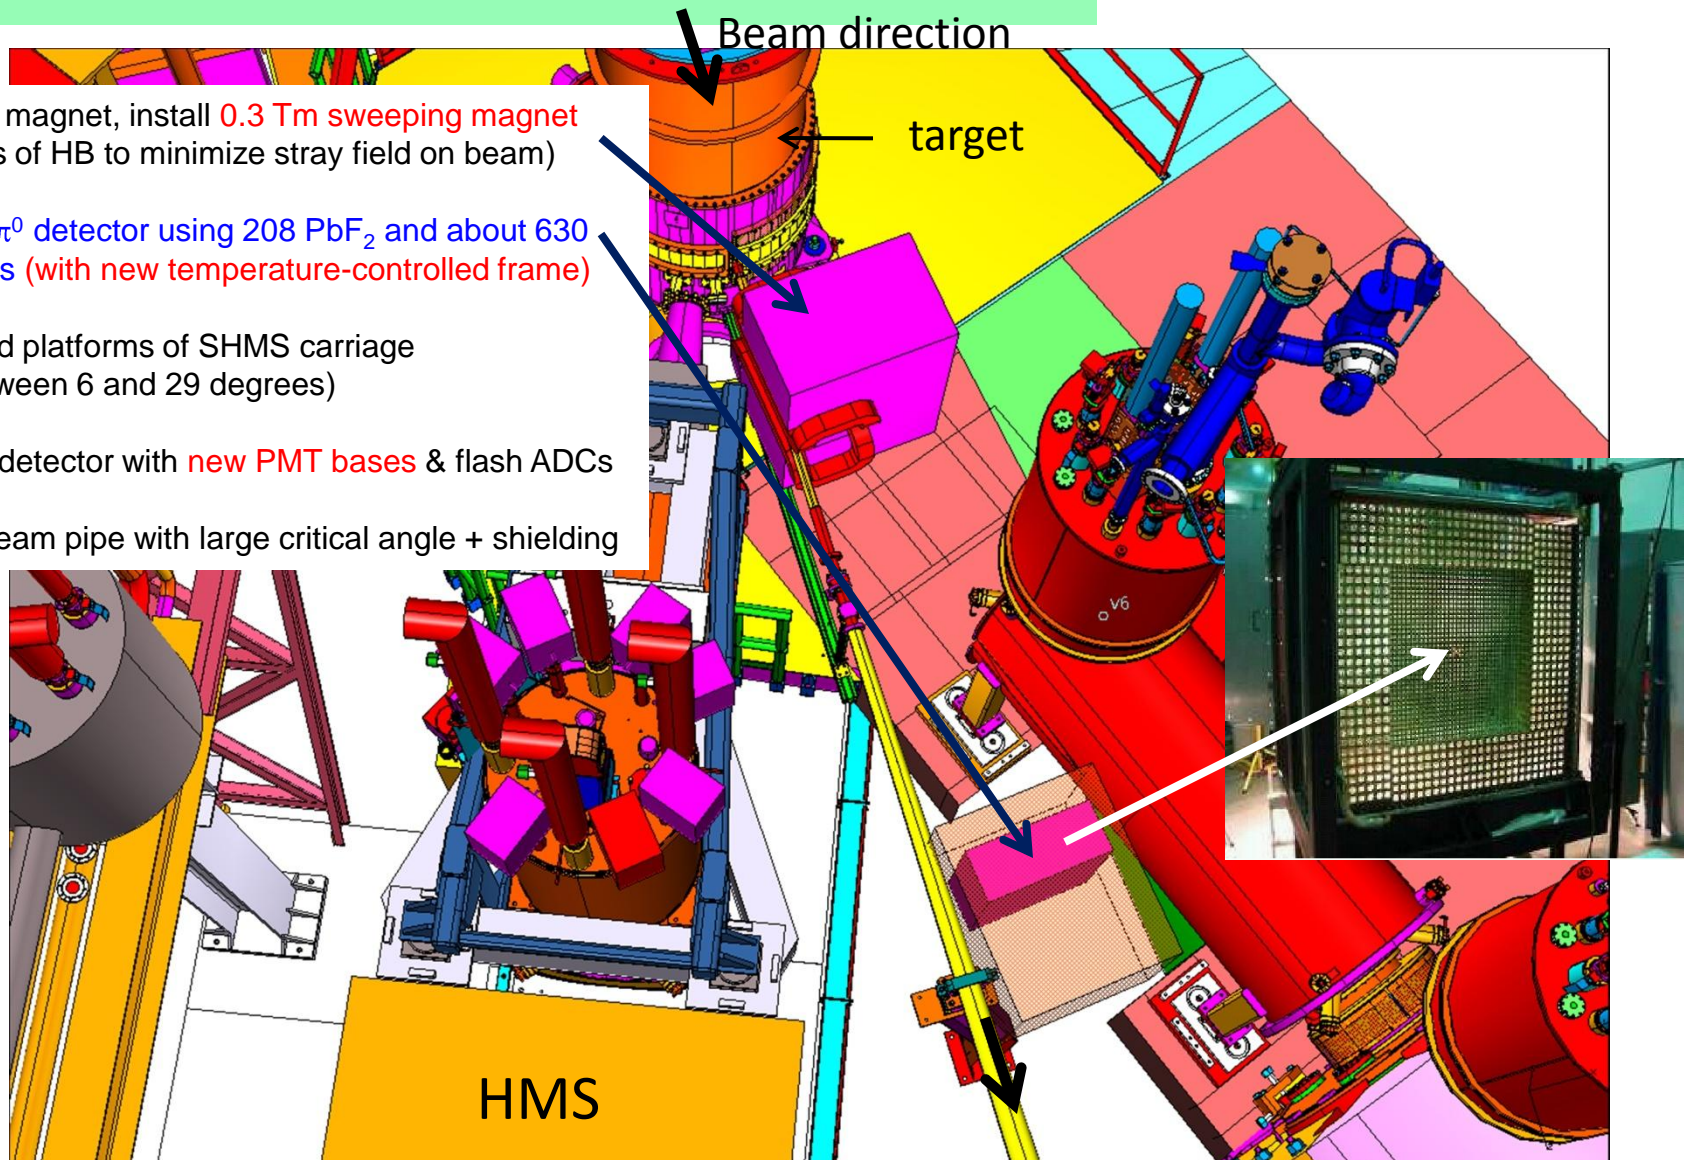 Beam direction
magnet, install 0.3 Tm sweeping magnet
s of HB to minimize stray field on beam)
target
π⁰ detector using 208 PbF₂ and about 630
s (with new temperature-controlled frame)
d platforms of SHMS carriage
ween 6 and 29 degrees)
detector with new PMT bases & flash ADCs
eam pipe with large critical angle + shielding
V6
HMS